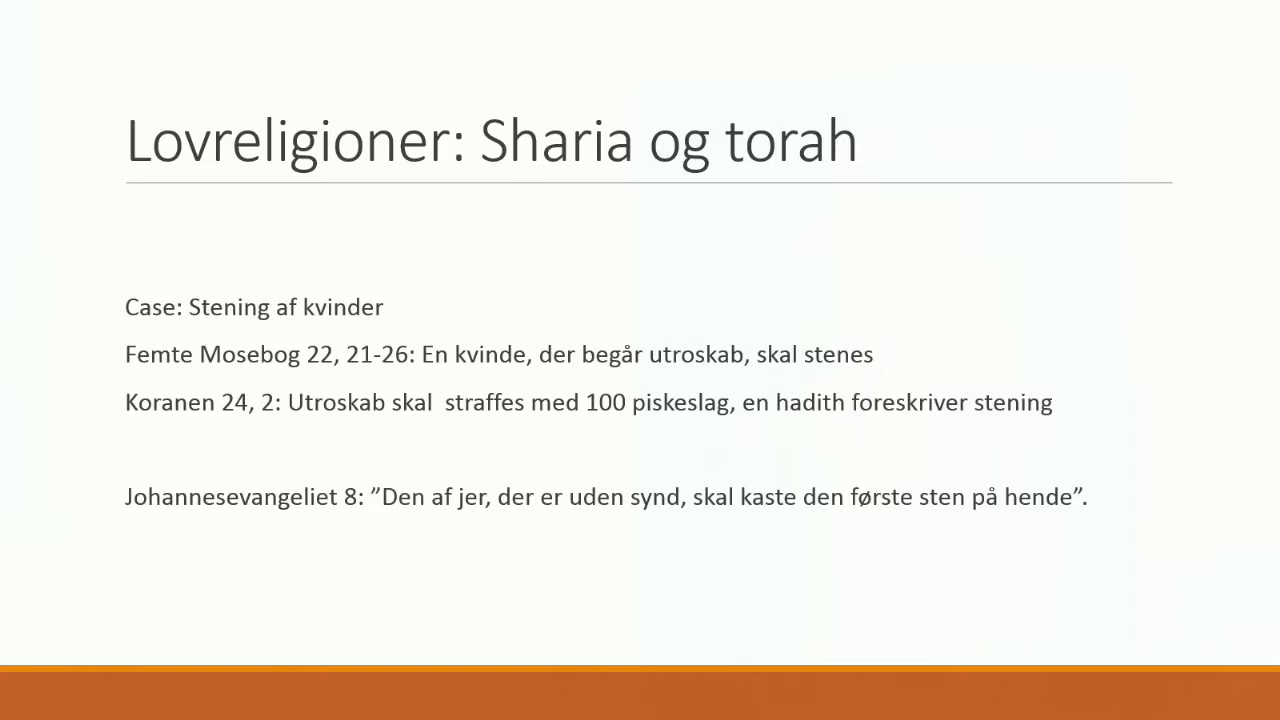 Lovreligioner: Sharia og torah
Case: Stening af kvinder
Femte Mosebog 22, 21-26: En kvinde, der begår utroskab, skal stenes
Koranen 24, 2: Utroskab skal  straffes med 100 piskeslag, en hadith foreskriver stening
Johannesevangeliet 8: ”Den af jer, der er uden synd, skal kaste den første sten på hende”.